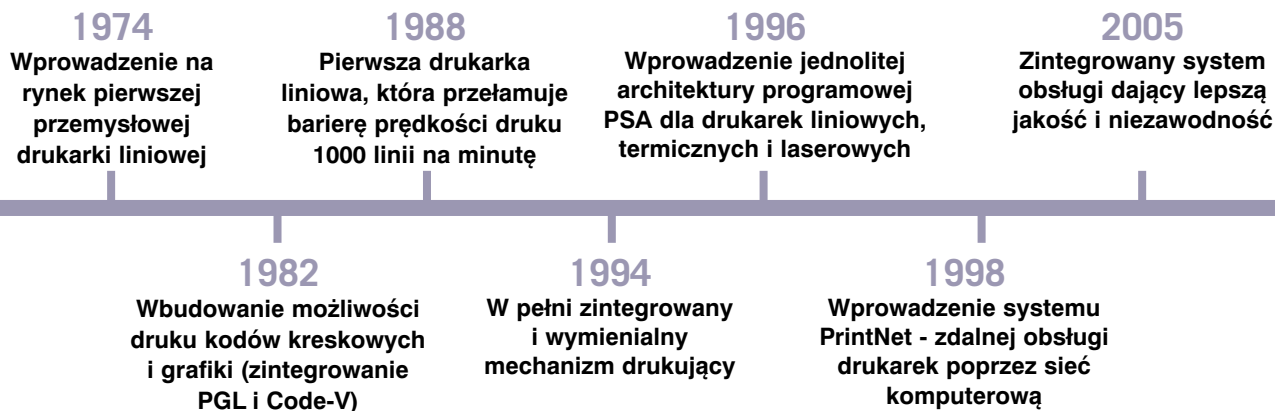 1974
Wprowadzenie na
rynek pierwszej
przemysłowej
drukarki liniowej
1988
Pierwsza drukarka
liniowa, która przełamuje
barierę prędkości druku
1000 linii na minutę
1996
Wprowadzenie jednolitej
architektury programowej
PSA dla drukarek liniowych,
termicznych i laserowych
2005
Zintegrowany system
obsługi dający lepszą
jakość i niezawodność
1982
Wbudowanie możliwości
druku kodów kreskowych
i grafiki (zintegrowanie
PGL i Code-V)
1994
W pełni zintegrowany
i wymienialny
mechanizm drukujący
1998
Wprowadzenie systemu
PrintNet - zdalnej obsługi
drukarek poprzez sieć
komputerową